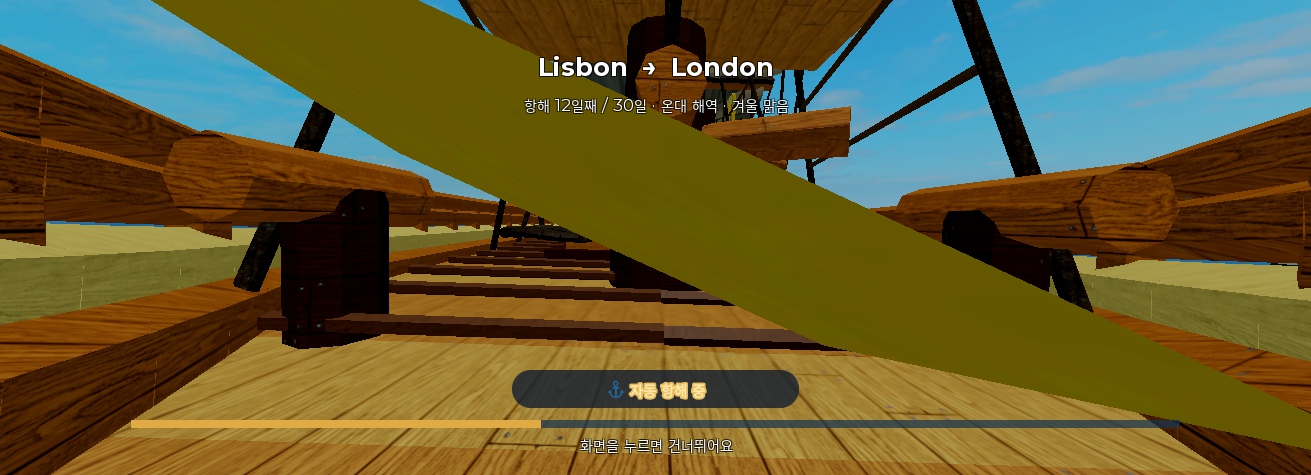 Lisbon → London
항해 12일째 / 30일 · 온대 해역 · 겨울 맑음
⚓ 자동 항해 중
화면을 누르면 건너뛰어요